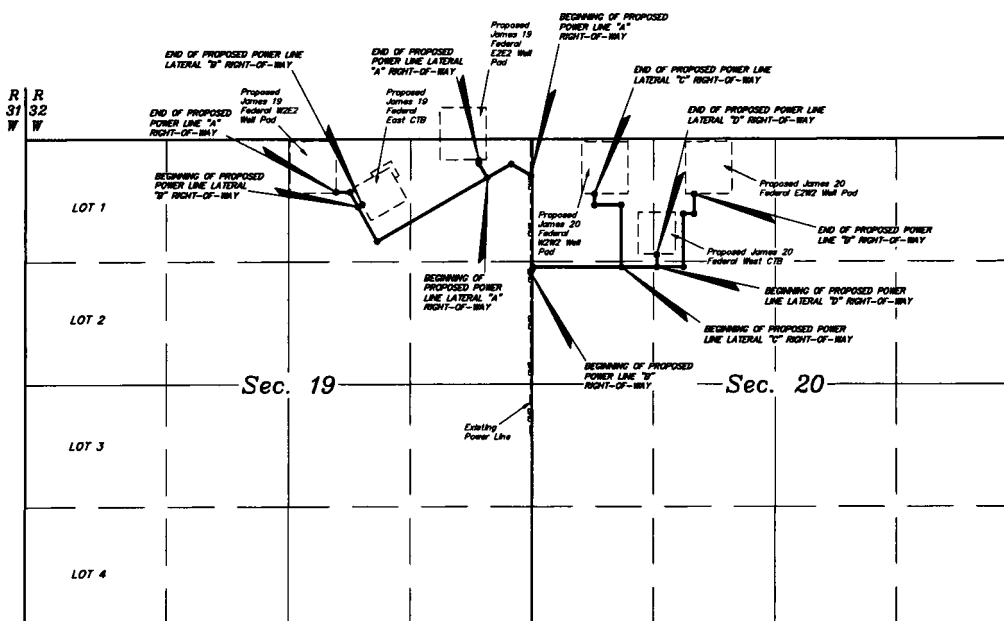 BEGINNING OF PROPOSED
POWER LINE "A"
RIGHT-OF-WAY
Proposed
James 19
Federal
E2E2 Well
Pad
END OF PROPOSED
POWER LINE LATERAL
"A" RIGHT-OF-WAY
END OF PROPOSED POWER LINE
LATERAL "B" RIGHT-OF-WAY
END OF PROPOSED POWER LINE
LATERAL "C" RIGHT-OF-WAY
END OF PROPOSED POWER LINE
LATERAL "D" RIGHT-OF-WAY
R R
31 32
W W
Proposed
James 19
Federal W2E2
Well Pad
Proposed
James 19
Federal
East CTB
END OF PROPOSED
POWER LINE "A"
RIGHT-OF-WAY
BEGINNING OF PROPOSED
POWER LINE LATERAL
"B" RIGHT-OF-WAY
LOT 1
Proposed
James 20
Federal
W2W2 Well
Pad
Proposed James 20
Federal E2W2 Well Pad
END OF PROPOSED POWER
LINE "B" RIGHT-OF-WAY
Proposed James 20
Federal West CTB
BEGINNING OF
PROPOSED POWER
LINE LATERAL "A"
RIGHT-OF-WAY
BEGINNING OF PROPOSED POWER
LINE LATERAL "D" RIGHT-OF-WAY
LOT 2
BEGINNING OF PROPOSED POWER
LINE LATERAL "C" RIGHT-OF-WAY
BEGINNING OF PROPOSED
POWER LINE "B"
RIGHT-OF-WAY
Sec. 19
Sec. 20
Existing
Power Line
LOT 3
LOT 4